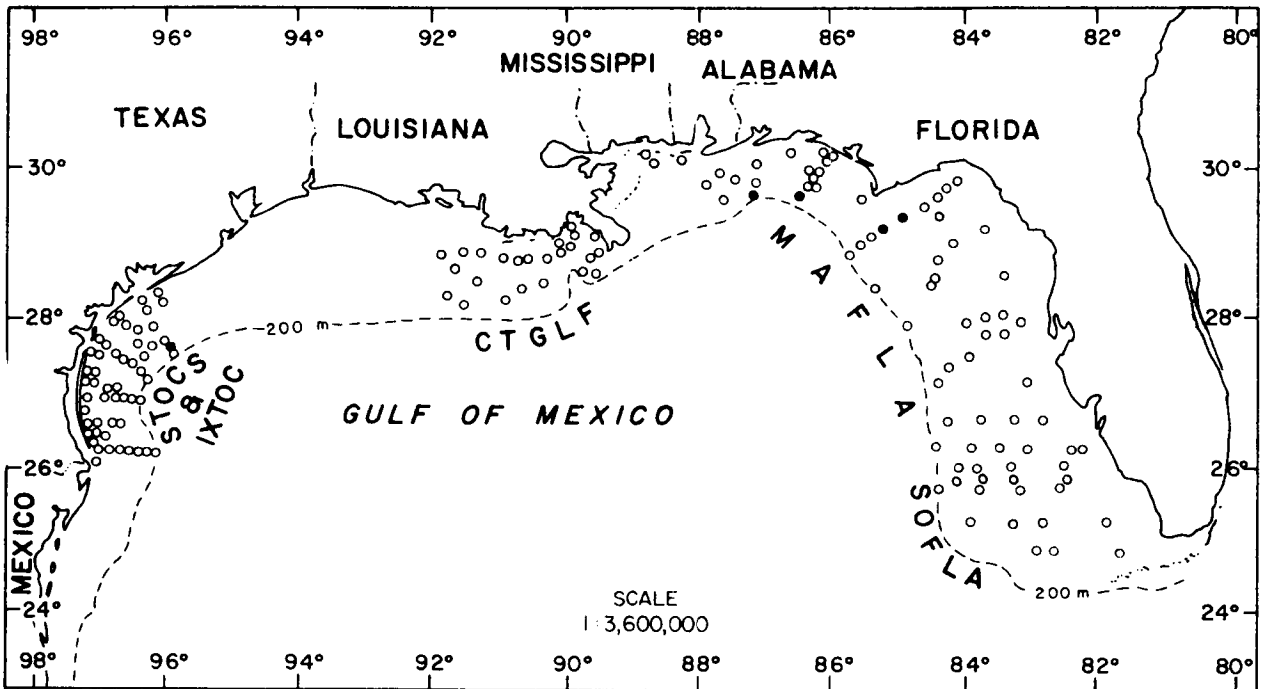 98° 96° 94° 92° 90° 88° 86° 84° 82° 80°
MISSISSIPPI ALABAMA
TEXAS LOUISIANA FLORIDA
30° 30°
28° 28°
200 m
CTGLF
MAFLA
STOCS
&
IXTOC
GULF OF MEXICO
26° 26°
SOFLA
MEXICO
200 m
24° 24°
SCALE
1:3,600,000
98° 96° 94° 92° 90° 88° 86° 84° 82° 80°